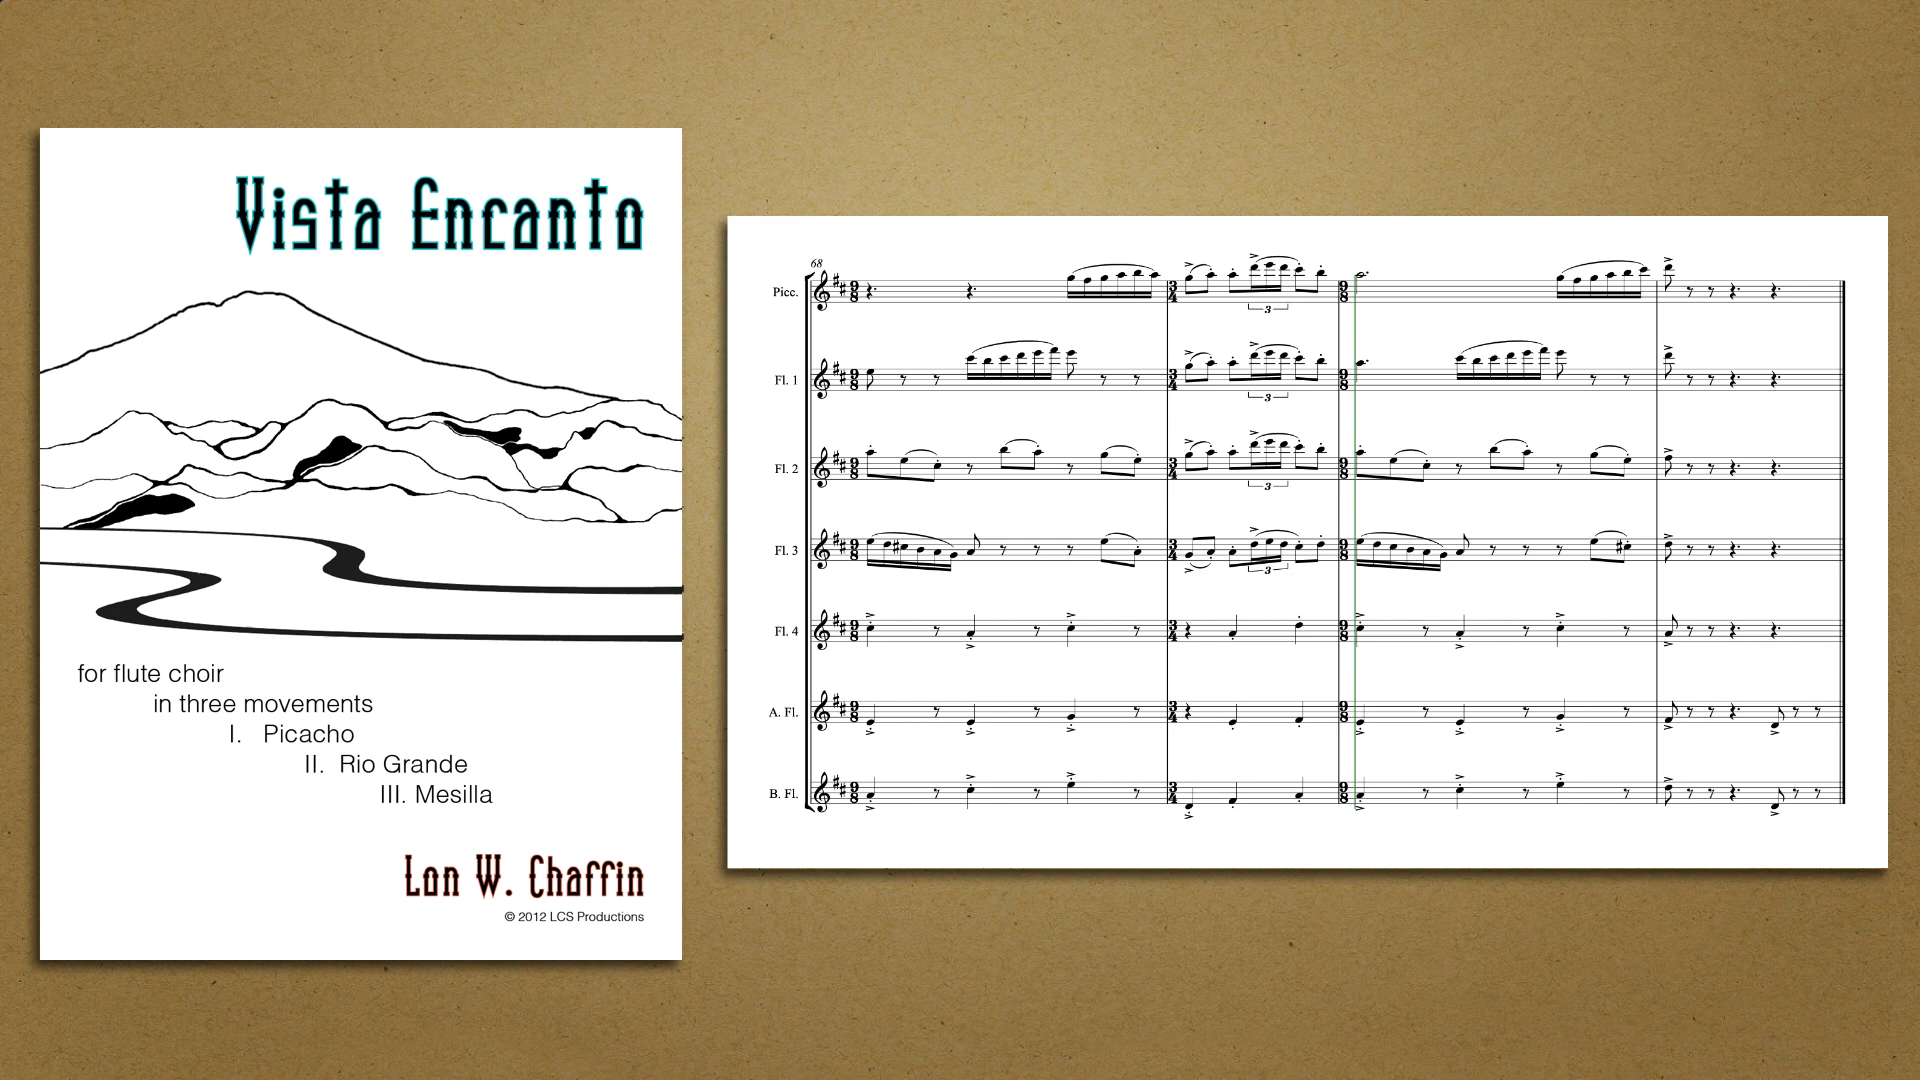 Vista Encanto
for flute choir
in three movements
I. Picacho
II. Rio Grande
III. Mesilla
Lon W. Chaffin
© 2012 LCS Productions
68
Picc.
Fl. 1
Fl. 2
Fl. 3
Fl. 4
A. Fl.
B. Fl.